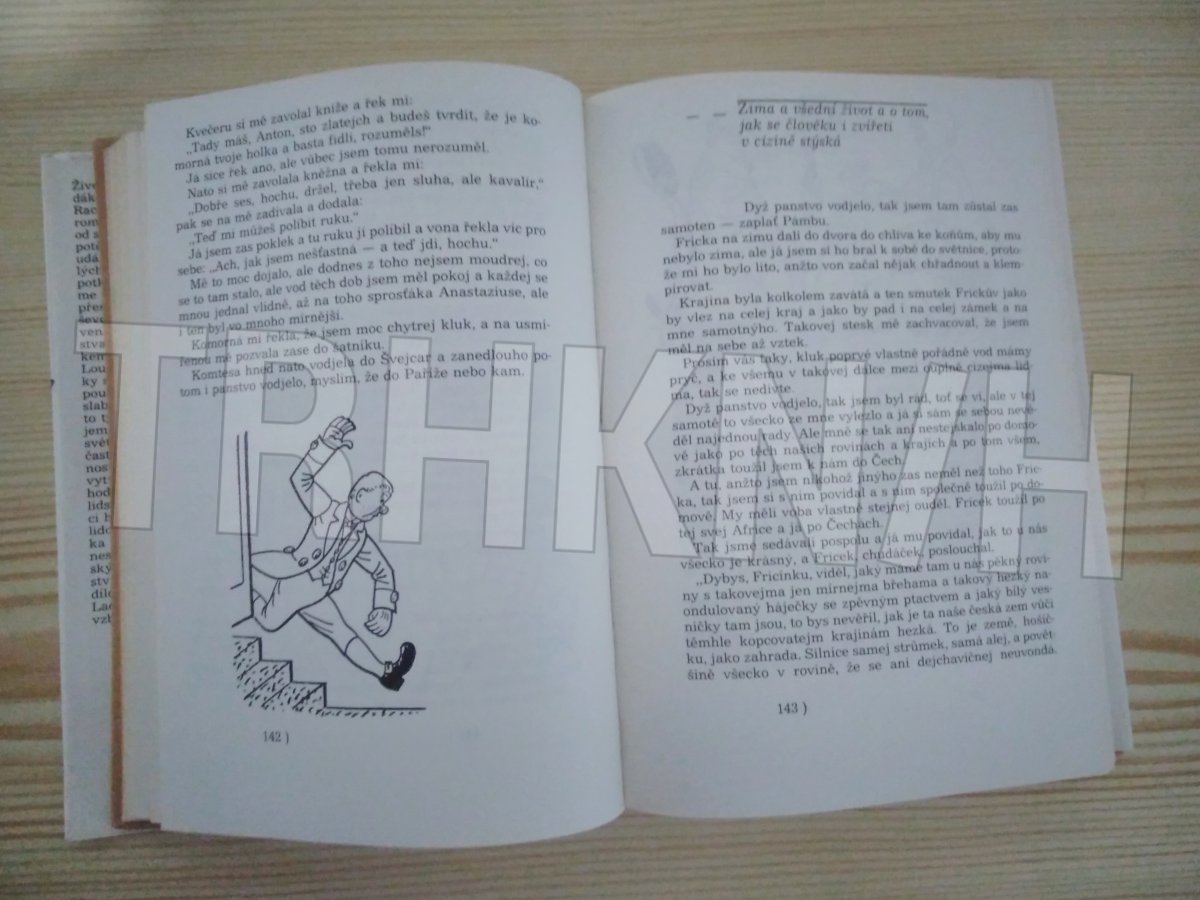 Kvečeru si mě zavolal kníže a řek mi:
„Tady máš, Anton, sto zlatejch a budeš tvrdit, že je ko-
morná tvoje holka a basta fidli, rozuměls!“
Já sice řek ano, ale vůbec jsem tomu nerozuměl.
Nato si mě zavolala kněžna a řekla mi:
„Dobře ses, hochu, držel, třeba jen sluha, ale kavalír,“
pak se na mě zadívala a dodala:
„Teď mi můžeš políbit ruku.“
Já jsem zas poklek a tu ruku jí políbil a vona řekla víc pro
sebe: „Ach, jak jsem nešťastná — a teď jdi, hochu.“
Mě to moc dojalo, ale dodnes z toho nejsem moudrej, co
se to tam stalo, ale vod těch dob jsem měl pokoj a každej se
mnou jednal vlídně, až na toho sprosťáka Anastaziuse, ale
i ten byl vo mnoho mírnější.
Komorná mi řekla, že jsem moc chytrej kluk, a na usmí-
řenou mě pozvala zase do šatníku.
Komtesa hned nato vodjela do Švejcar a zanedlouho po-
tom i panstvo vodjelo, myslím, že do Paříže nebo kam.
142 )
Zima a všední život a o tom,
jak se člověku i zvířeti
v cizině stýská
Dyž panstvo vodjelo, tak jsem tam zůstal zas
samoten — zaplať Pámbu.
Fricka na zimu dali do dvora do chlíva ke koňům, aby mu
nebylo zima, ale já jsem si ho bral k sobě do světnice, proto-
že mi ho bylo líto, anžto von začal nějak chřadnout a klem-
pírovat.
Krajina byla kolkolem zavátá a ten smutek Frickův jako
by vlez na celej kraj a jako by pad i na celej zámek a na
mne samotnýho. Takovej stesk mě zachvacoval, že jsem
měl na sebe až vztek.
Prosím vás taky, kluk poprvé vlastně pořádně vod mámy
pryč, a ke všemu v takovej dálce mezi ouplně cizejma lid-
ma, tak se nedivte.
Dyž panstvo vodjelo, tak jsem byl rád, toť se ví, ale v tej
samotě to všecko ze mne vylezlo a já si sám se sebou nevě-
děl najednou rady. Ale mně se tak ani nestejskalo po domo-
vě jako po těch našich rovinách a krajích a po tom všem,
zkrátka toužil jsem k nám do Čech.
A tu, anžto jsem nikohož jinýho zas neměl než toho Fric-
ka, tak jsem si s ním povídal a s ním společně toužil po do-
mově. My měli voba vlastně stejnej ouděl. Fricek toužil po
tej svej Africe a já po Čechách.
Tak jsme sedávali pospolu a já mu povídal, jak to u nás
všecko je krásný, a Fricek, chudáček, poslouchal.
„Dybys, Fricínku, viděl, jaký máme tam u nás pěkný rovi-
ny s takovejma jen mírnejma břehama a takový hezký na-
ondulovaný háječky se zpěvným ptactvem a jaký bílý ves-
ničky tam jsou, to bys nevěřil, jak je ta naše česká zem vůči
těmhle kopcovatejm krajinám hezká. To je země, hošíč-
ku, jako zahrada. Silnice samej strůmek, samá alej, a povět-
šině všecko v rovině, že se ani dejchavičnej neuvondá.
143 )
TRHKNIH